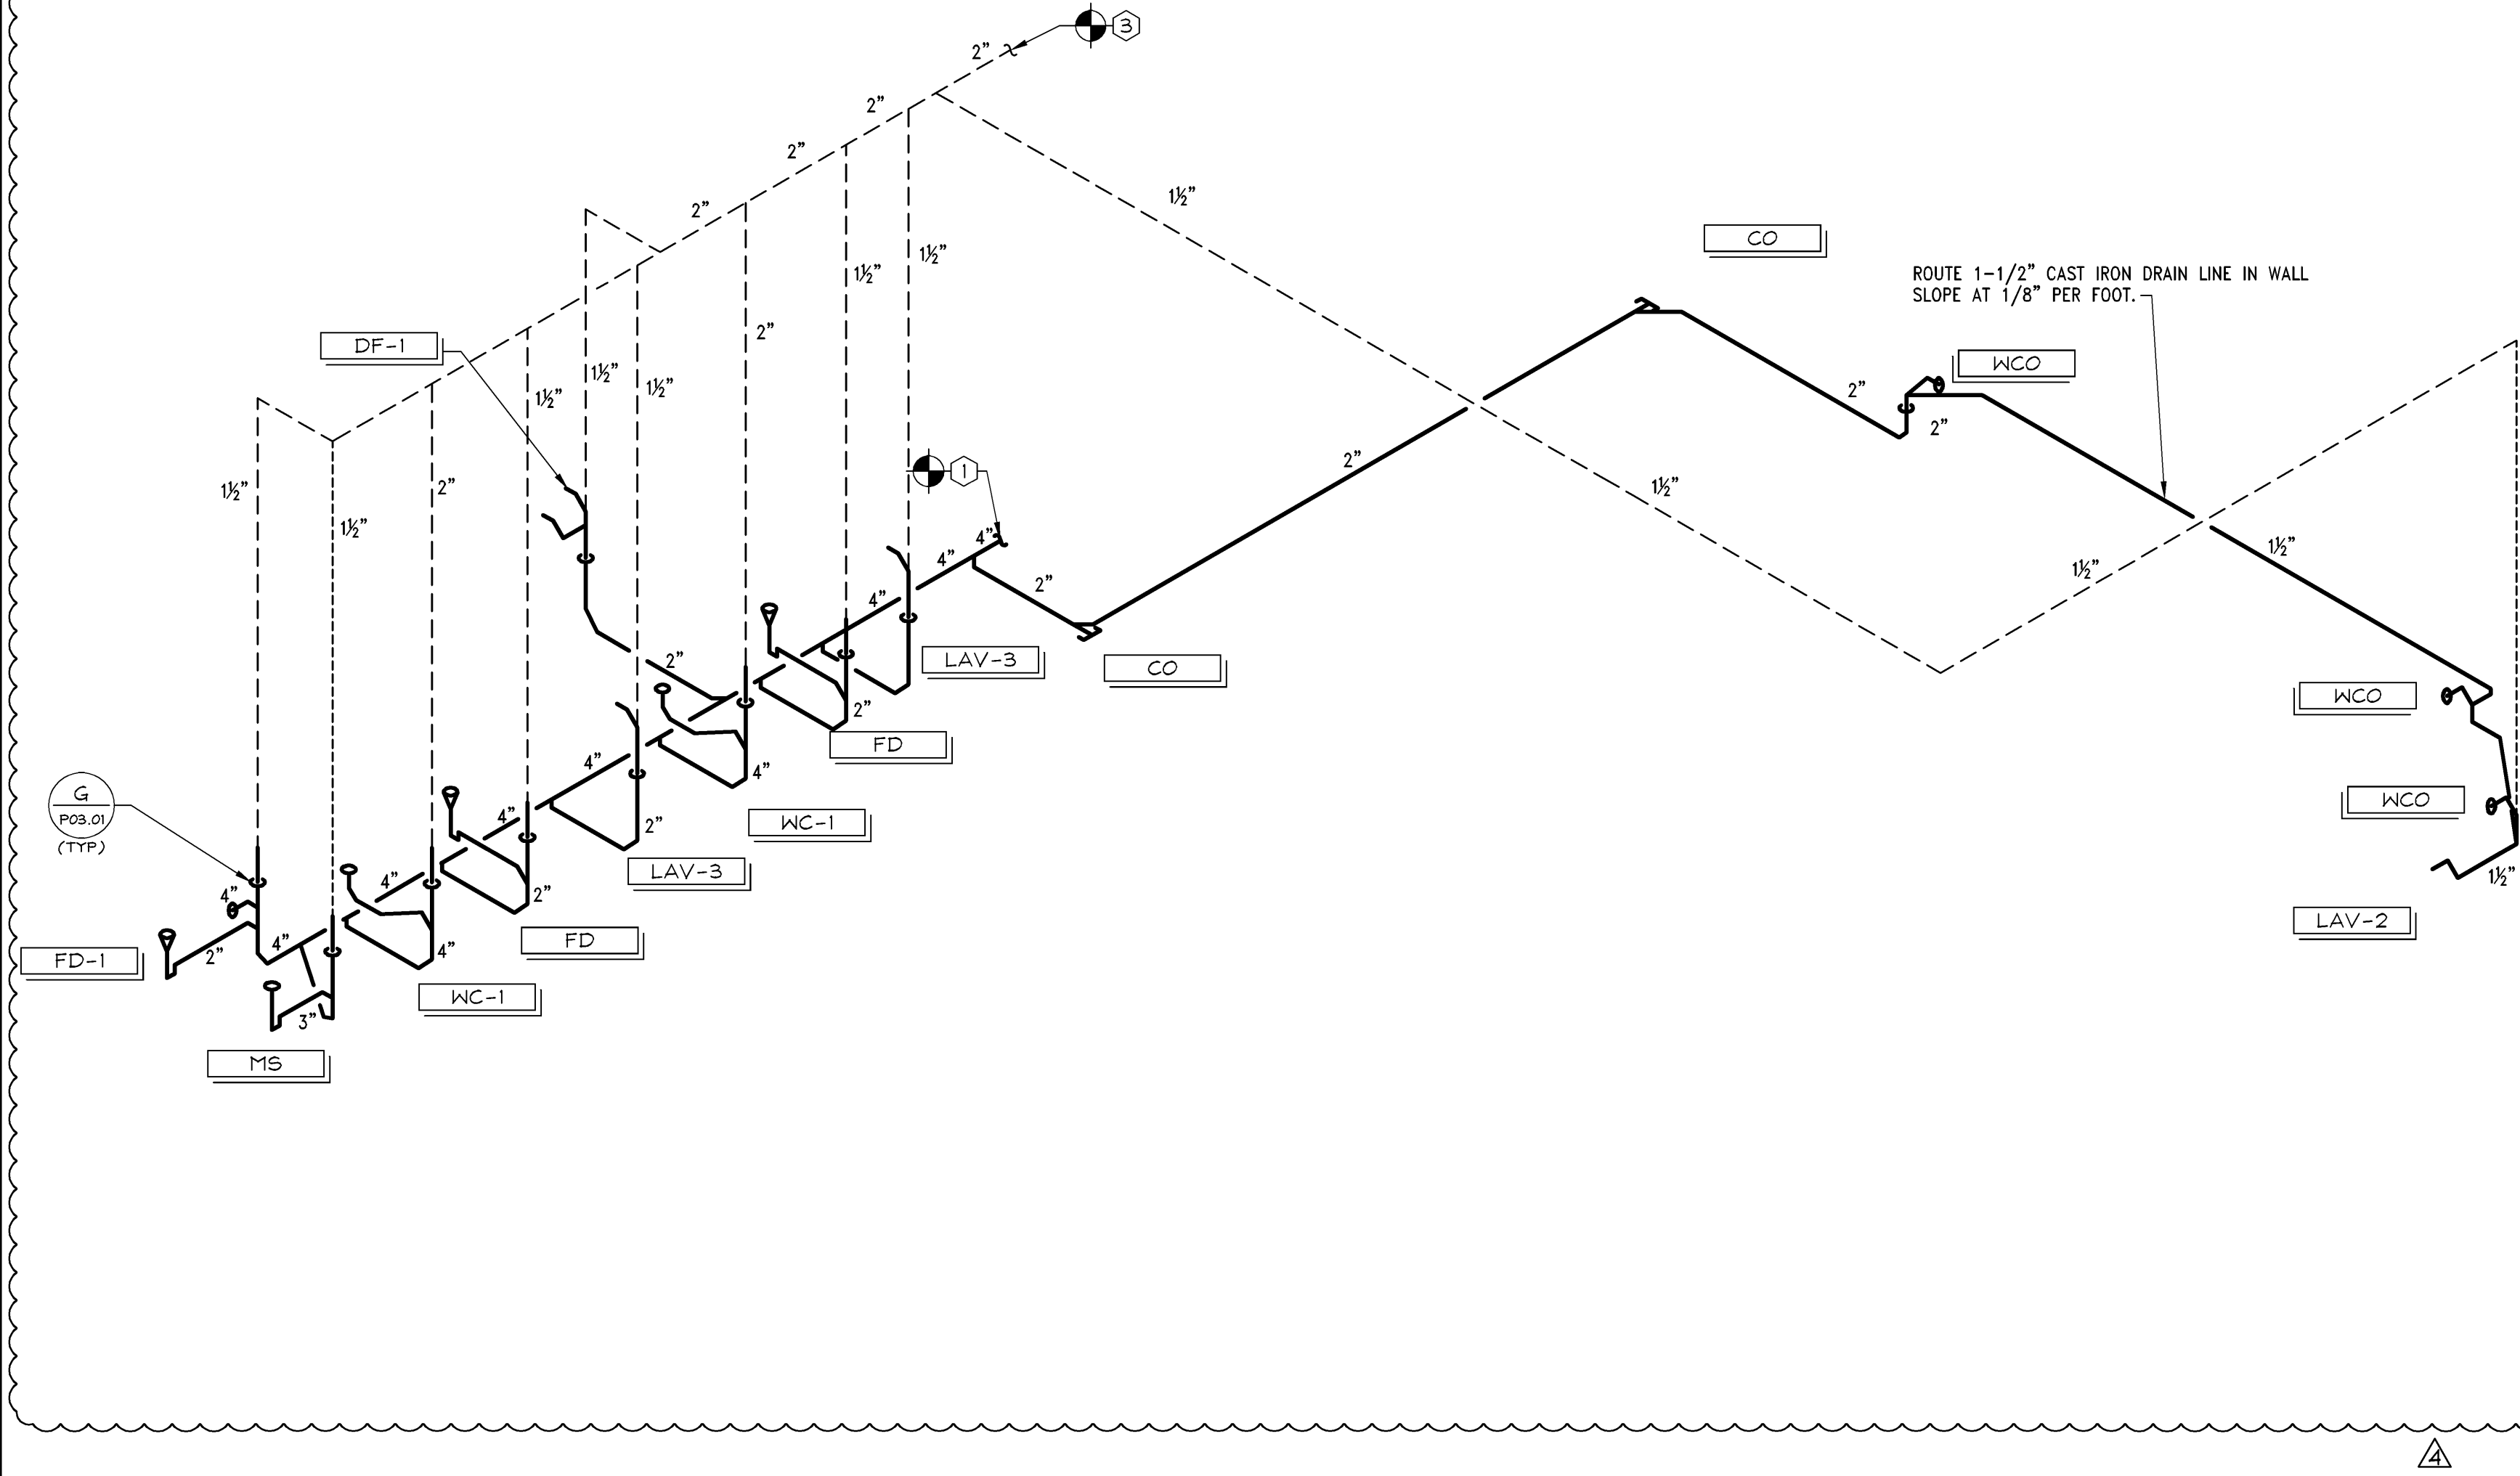 3
2"
2"
2"
1½"
2"
CO
1½"
1½"
ROUTE 1-1/2" CAST IRON DRAIN LINE IN WALL
SLOPE AT 1/8" PER FOOT.
2"
DF-1
WCO
1½"
1½"
1½"
2"
2"
1½"
2"
1
2"
1½"
1½"
1½"
4"
1½"
4"
1½"
2"
4"
LAV-3
2"
CO
WCO
2"
FD
4"
4"
G
P03.01
(TYP)
WCO
4"
WC-1
2"
LAV-3
1½"
4"
4"
2"
LAV-2
FD
4"
4"
2"
FD-1
WC-1
3"
MS
4